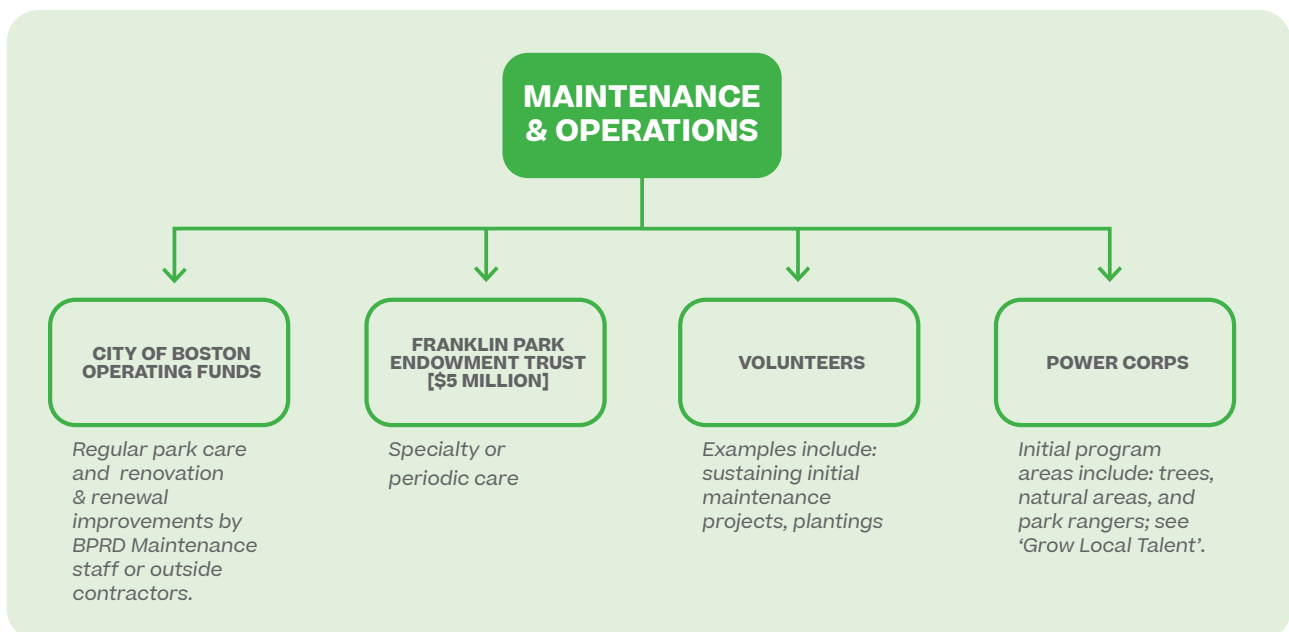 MAINTENANCE
& OPERATIONS
CITY OF BOSTON
OPERATING FUNDS
Regular park care
and renovation
& renewal
improvements by
BPRD Maintenance
staff or outside
contractors.
FRANKLIN PARK
ENDOWMENT TRUST
[$5 MILLION]
Specialty or
periodic care
VOLUNTEERS
Examples include:
sustaining initial
maintenance
projects, plantings
POWER CORPS
Initial program
areas include: trees,
natural areas, and
park rangers; see
‘Grow Local Talent’.